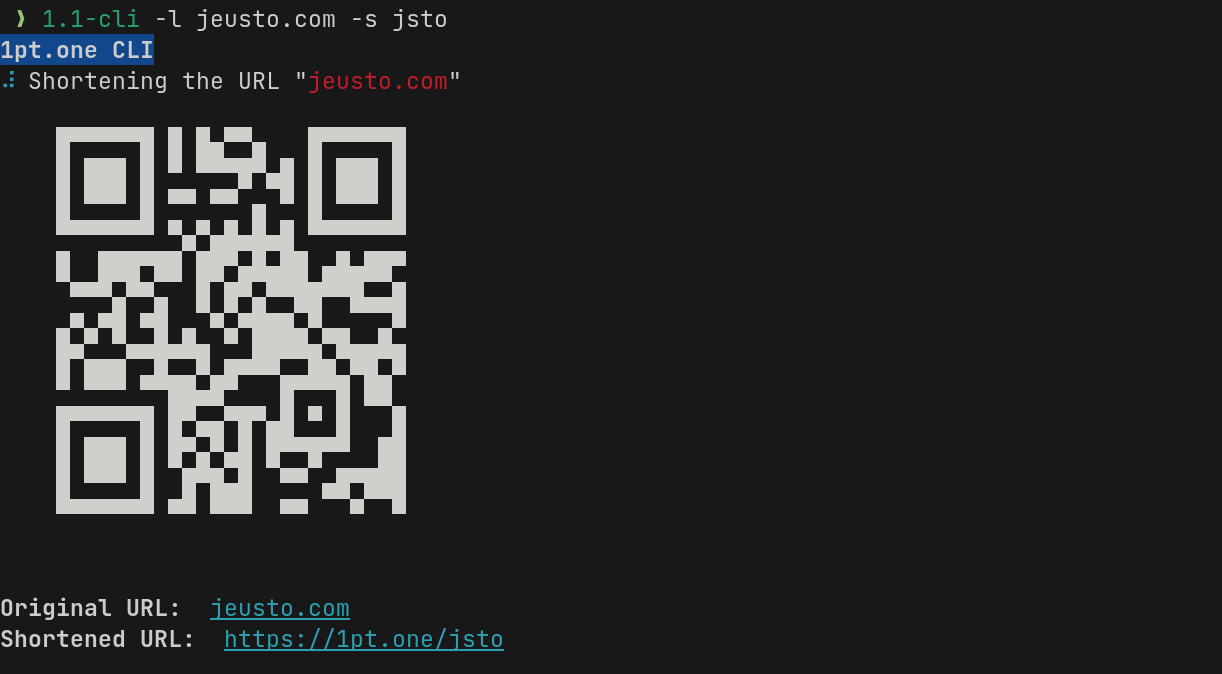 ❱ 1.1-cli -l jeusto.com -s jsto
1pt.one CLI
⠼ Shortening the URL "jeusto.com"
Original URL: jeusto.com
Shortened URL: https://1pt.one/jsto